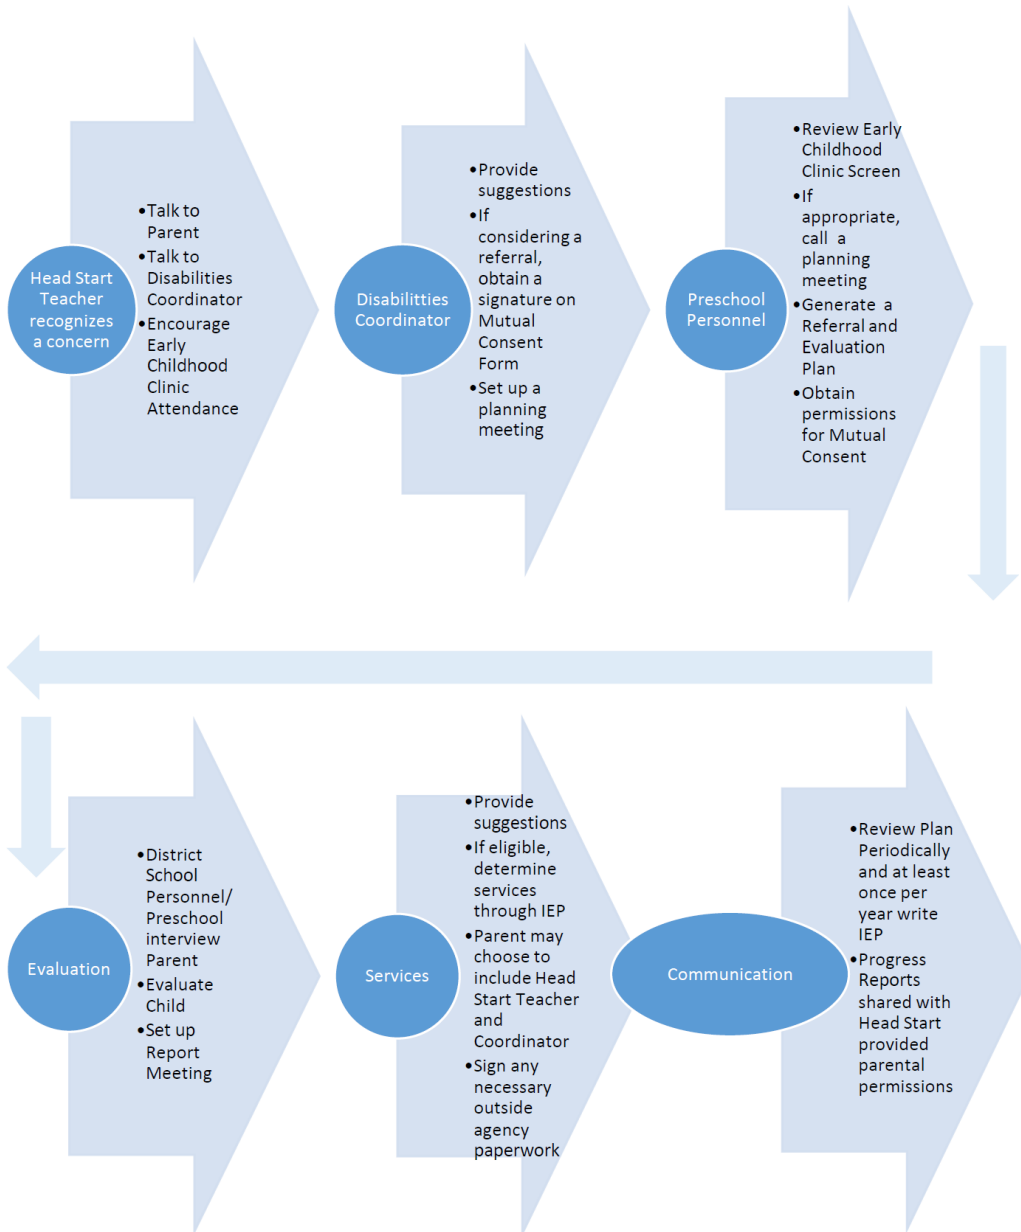 Head Start
Teacher
recognizes
a concern
•Talk to
Parent
•Talk to
Disabilities
Coordinator
•Encourage
Early
Childhood
Clinic
Attendance
Disabilitties
Coordinator
•Provide
suggestions
•If
considering a
referral,
obtain a
signature on
Mutual
Consent
Form
•Set up a
planning
meeting
Preschool
Personnel
•Review Early
Childhood
Clinic Screen
•If
appropriate,
call a
planning
meeting
•Generate a
Referral and
Evaluation
Plan
•Obtain
permissions
for Mutual
Consent
Evaluation
•District
School
Personnel/
Preschool
interview
Parent
•Evaluate
Child
•Set up
Report
Meeting
Services
•Provide
suggestions
•If eligible,
determine
services
through IEP
•Parent may
choose to
include Head
Start Teacher
and
Coordinator
•Sign any
necessary
outside
agency
paperwork
Communication
•Review Plan
Periodically
and at least
once per
year write
IEP
•Progress
Reports
shared with
Head Start
provided
parental
permissions